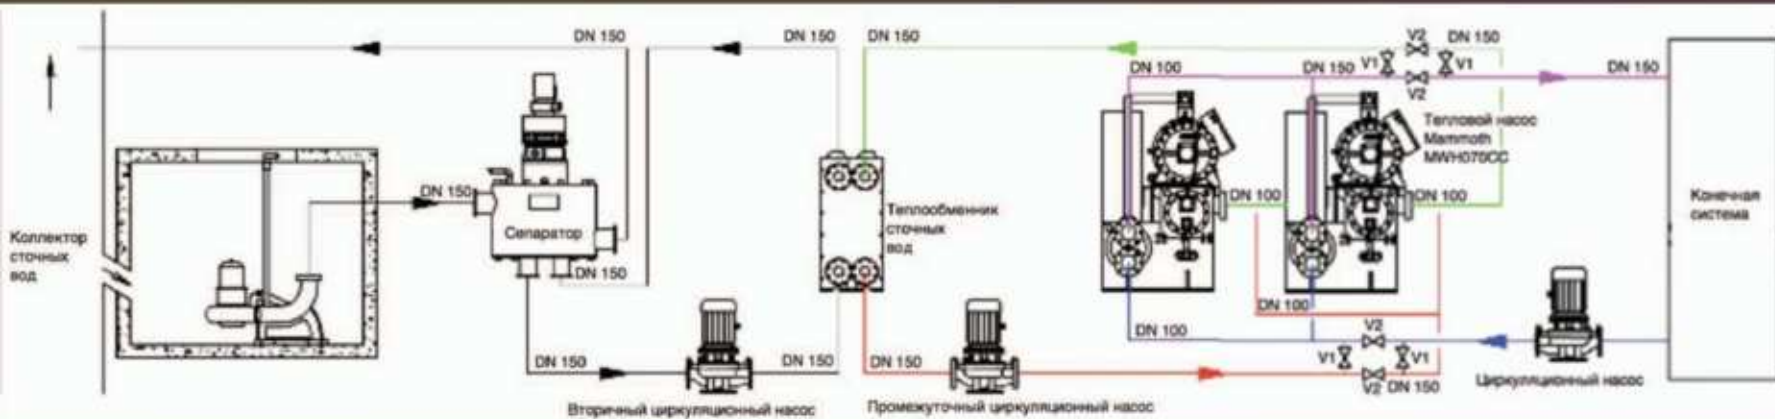 DN 150
DN 150
DN 150
V2
DN 150
DN 100
DN 150
V1
V1
DN 150
V2
Тепловой насос
Mammoth
MWH070CC
DN 150
DN 100
DN 100
Конечная
система
Коллектор
сточных
вод
Сепаратор
Теплообменник
сточных
вод
DN 150
DN 100
DN 100
V2
V1
V1
DN 150
DN 150
DN 150
V2
DN 150
Циркуляционный насос
Вторичный циркуляционный насос
Промежуточный циркуляционный насос